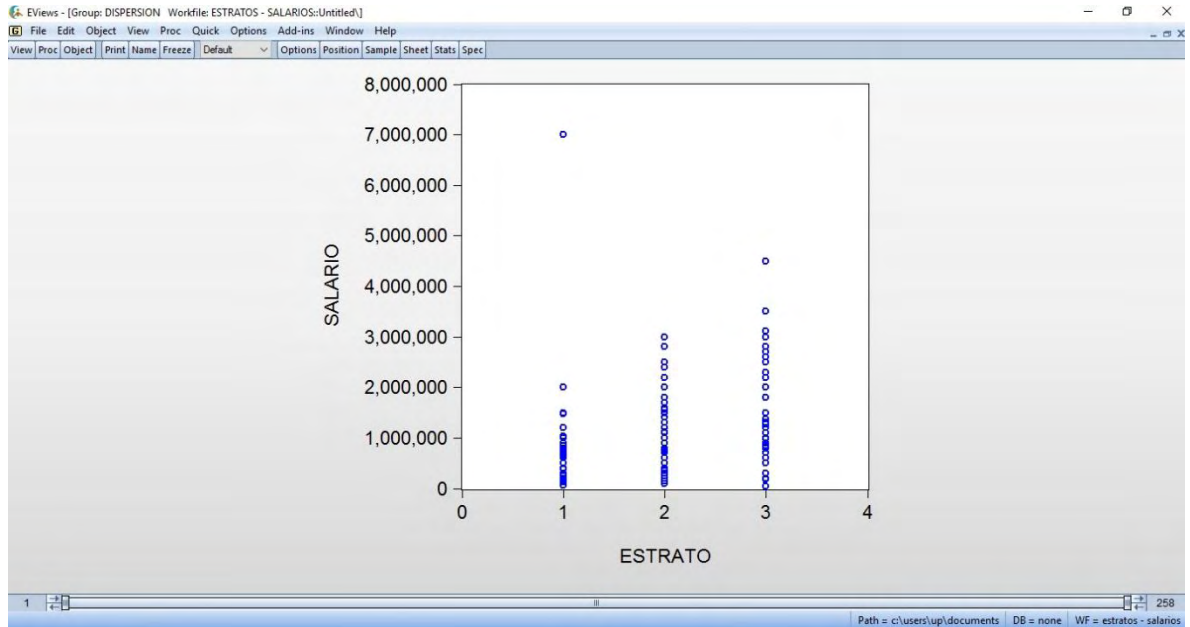 EViews - [Group: DISPERSION Workfile: ESTRATOS - SALARIOS::Untitled\]
G File Edit Object View Proc Quick Options Add-ins Window Help
View Proc Object Print Name Freeze Default Options Position Sample Sheet Stats Spec
8,000,000
7,000,000
6,000,000
5,000,000
4,000,000
3,000,000
2,000,000
1,000,000
0
SALARIO
0 1 2 3 4
ESTRATO
1 258
Path = c:\users\up\documents DB = none WF = estratos - salarios